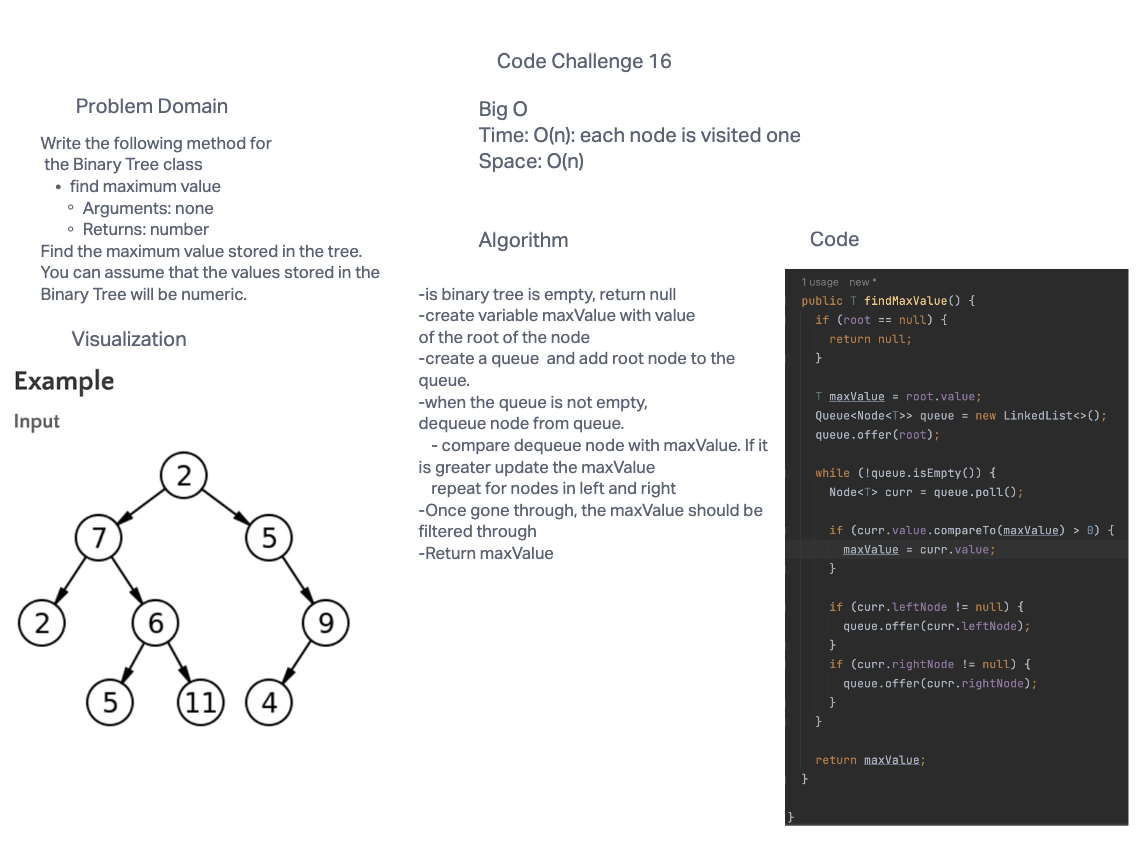 Code Challenge 16
Problem Domain
Write the following method for
the Binary Tree class
• find maximum value
◦ Arguments: none
◦ Returns: number
Find the maximum value stored in the tree.
You can assume that the values stored in the
Binary Tree will be numeric.
Visualization
Example
Input
2
7
5
2
6
9
5
11
4
Big O
Time: O(n): each node is visited one
Space: O(n)
Algorithm
-is binary tree is empty, return null
-create variable maxValue with value
of the root of the node
-create a queue and add root node to the
queue.
-when the queue is not empty,
dequeue node from queue.
- compare dequeue node with maxValue. If it
is greater update the maxValue
repeat for nodes in left and right
-Once gone through, the maxValue should be
filtered through
-Return maxValue
Code
1 usage new *
public T findMaxValue() {
if (root == null) {
return null;
}
T maxValue = root.value;
Queue<Node<T>> queue = new LinkedList<>();
queue.offer(root);
while (!queue.isEmpty()) {
Node<T> curr = queue.poll();
if (curr.value.compareTo(maxValue) > 0) {
maxValue = curr.value;
}
if (curr.leftNode != null) {
queue.offer(curr.leftNode);
}
if (curr.rightNode != null) {
queue.offer(curr.rightNode);
}
}
return maxValue;
}
}